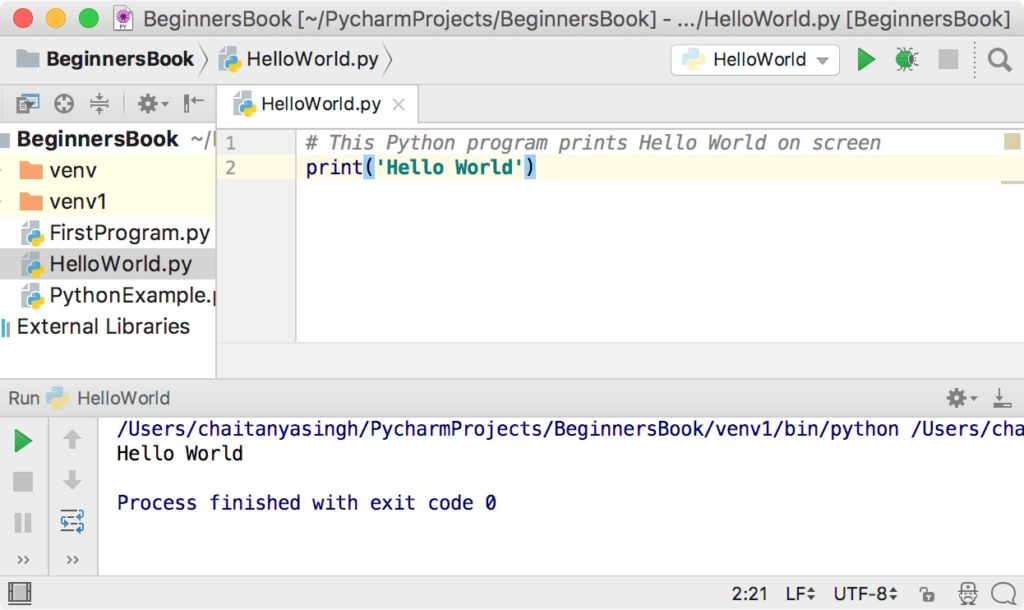 BeginnersBook [~/PycharmProjects/BeginnersBook] - .../HelloWorld.py [BeginnersBook]
BeginnersBook HelloWorld.py HelloWorld
HelloWorld.py
BeginnersBook ~/
venv
venv1
FirstProgram.py
HelloWorld.py
PythonExample.
External Libraries
1 # This Python program prints Hello World on screen
2 print('Hello World')
Run HelloWorld
/Users/chaitanyasingh/PycharmProjects/BeginnersBook/venv1/bin/python /Users/cha
Hello World
Process finished with exit code 0
2:21 LF UTF-8